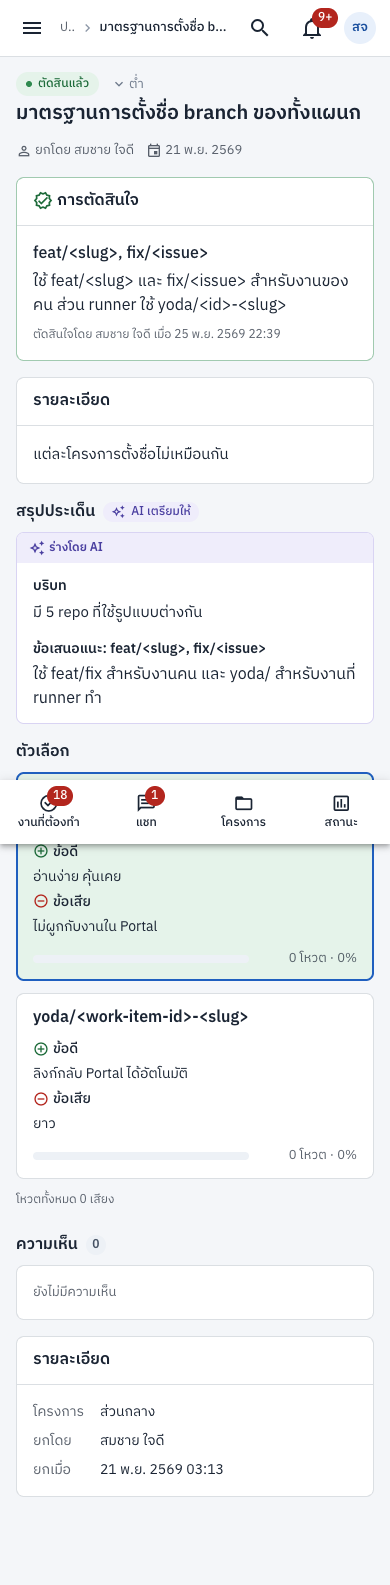 ป..
มาตรฐานการตั้งชื่อ b...
9+
สจ
ตัดสินแล้ว
ต่ำ
มาตรฐานการตั้งชื่อ branch ของทั้งแผนก
ยกโดย สมชาย ใจดี
21 พ.ย. 2569
การตัดสินใจ
feat/<slug>, fix/<issue>
ใช้ feat/<slug> และ fix/<issue> สำหรับงานของ
คน ส่วน runner ใช้ yoda/<id>-<slug>
ตัดสินใจโดย สมชาย ใจดี เมื่อ 25 พ.ย. 2569 22:39
รายละเอียด
แต่ละโครงการตั้งชื่อไม่เหมือนกัน
สรุปประเด็น
AI เตรียมให้
ร่างโดย AI
บริบท
มี 5 repo ที่ใช้รูปแบบต่างกัน
ข้อเสนอแนะ: feat/<slug>, fix/<issue>
ใช้ feat/fix สำหรับงานคน และ yoda/ สำหรับงานที่
runner ทำ
ตัวเลือก
18
งานที่ต้องทำ
1
แชท
โครงการ
สถานะ
ข้อดี
อ่านง่าย คุ้นเคย
ข้อเสีย
ไม่ผูกกับงานใน Portal
0 โหวต · 0%
yoda/<work-item-id>-<slug>
ข้อดี
ลิงก์กลับ Portal ได้อัตโนมัติ
ข้อเสีย
ยาว
0 โหวต · 0%
โหวตทั้งหมด 0 เสียง
ความเห็น 0
ยังไม่มีความเห็น
รายละเอียด
โครงการ ส่วนกลาง
ยกโดย สมชาย ใจดี
ยกเมื่อ 21 พ.ย. 2569 03:13